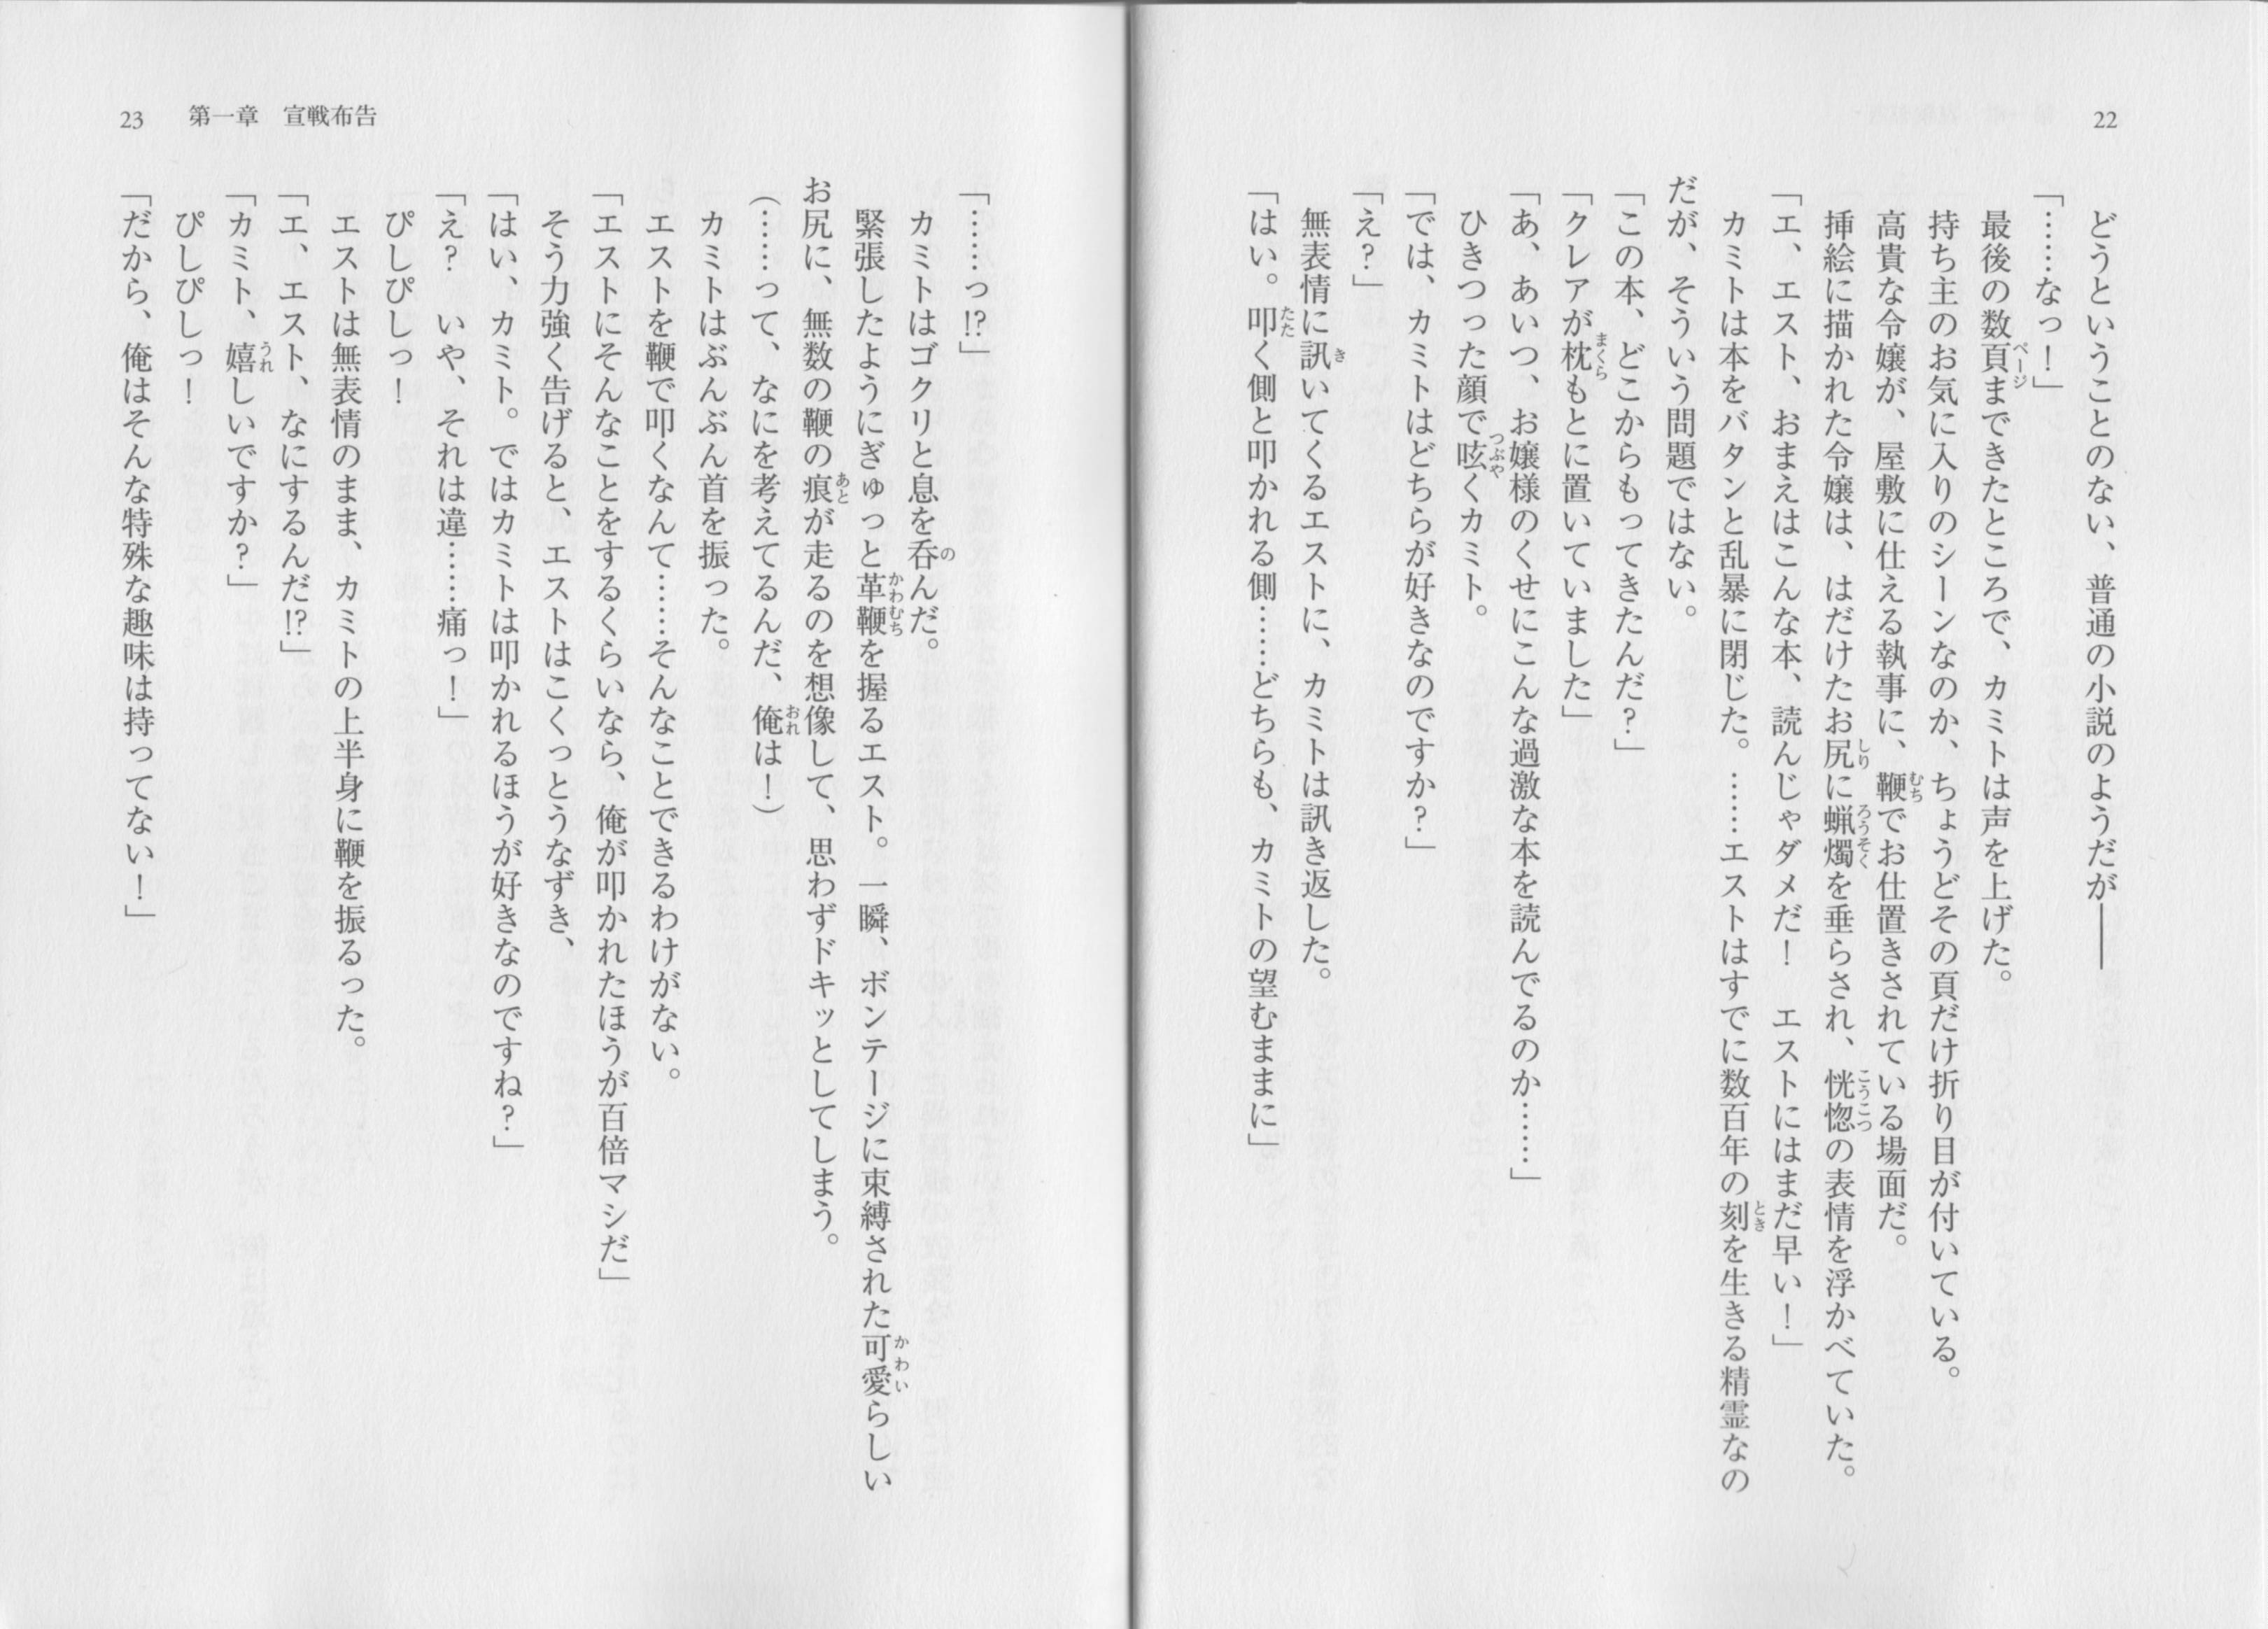 22
どうということのない、普通の小説のようだが――
「……なっ！」
最後の数頁まできたところで、カミトは声を上げた。
持ち主のお気に入りのシーンなのか、ちょうどその頁だけ折り目が付いている。
高貴な令嬢が、屋敷に仕える執事に、鞭でお仕置きされている場面だ。
挿絵に描かれた令嬢は、はだけたお尻に蝋燭を垂らされ、恍惚の表情を浮かべていた。
「エ、エスト、おまえはこんな本、読んじゃダメだ！　エストにはまだ早い！」
カミトは本をバタンと乱暴に閉じた。……エストはすでに数百年の刻を生きる精霊なの
だが、そういう問題ではない。
「この本、どこからもってきたんだ？」
「クレアが枕もとに置いていました」
「あ、あいつ、お嬢様のくせにこんな過激な本を読んでるのか……」
ひきつった顔で呟くカミト。
「では、カミトはどちらが好きなのですか？」
「え？」
無表情に訊いてくるエストに、カミトは訊き返した。
「はい。叩く側と叩かれる側……どちらも、カミトの望むままに」
23　第一章　宣戦布告
「……っ!?」
カミトはゴクリと息を呑んだ。
緊張したようにぎゅっと革鞭を握るエスト。一瞬、ボンテージに束縛された可愛らしい
お尻に、無数の鞭の痕が走るのを想像して、思わずドキッとしてしまう。
（……って、なにを考えてるんだ、俺は！）
カミトはぶんぶん首を振った。
エストを鞭で叩くなんて……そんなことできるわけがない。
「エストにそんなことをするくらいなら、俺が叩かれたほうが百倍マシだ」
そう力強く告げると、エストはこくっとうなずき、
「はい、カミト。ではカミトは叩かれるほうが好きなのですね？」
「え？　いや、それは違……痛っ！」
ぴしぴしっ！
エストは無表情のまま、カミトの上半身に鞭を振るった。
「エ、エスト、なにするんだ!?」
「カミト、嬉しいですか？」
ぴしぴしっ！
「だから、俺はそんな特殊な趣味は持ってない！」